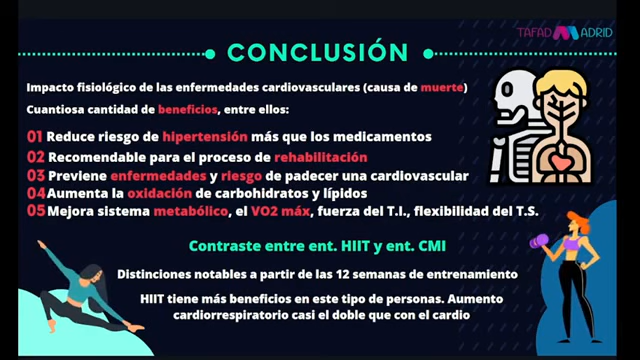 TAFAD MADRID
CONCLUSIÓN
Impacto fisiológico de las enfermedades cardiovasculares (causa de muerte)
Cuantiosa cantidad de beneficios, entre ellos:
01 Reduce riesgo de hipertensión más que los medicamentos
02 Recomendable para el proceso de rehabilitación
03 Previene enfermedades y riesgo de padecer una cardiovascular
04 Aumenta la oxidación de carbohidratos y lípidos
05 Mejora sistema metabólico, el VO2 máx, fuerza del T.I., flexibilidad del T.S.
Contraste entre ent. HIIT y ent. CMI
Distinciones notables a partir de las 12 semanas de entrenamiento
HIIT tiene más beneficios en este tipo de personas. Aumento
cardiorrespiratorio casi el doble que con el cardio